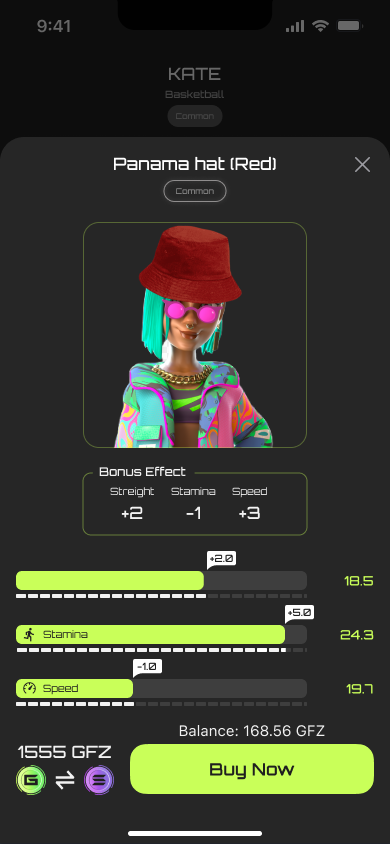 9:41
KATE
Basketball
Common
Panama hat (Red)
Common
Bonus Effect
Streight Stamina Speed
+2 -1 +3
+2.0
18.5
+5.0
Stamina 24.3
-1.0
Speed 19.7
Balance: 168.56 GFZ
1555 GFZ
G S
Buy Now